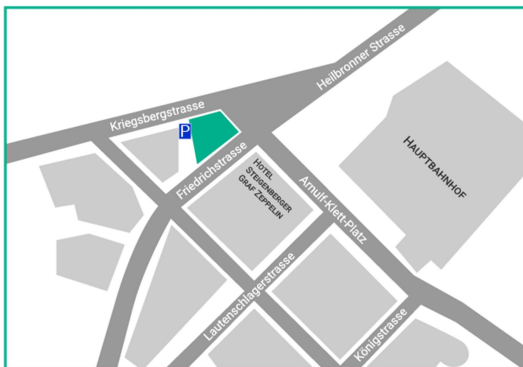 Heilbronner Strasse
Kriegsbergstrasse
P
Friedrichstrasse
HOTEL
STEIGENBERGER
GRAF ZEPPELIN
HAUPTBAHNHOF
Arnulf-Klett-Platz
Lautenschlagerstrasse
Königstrasse